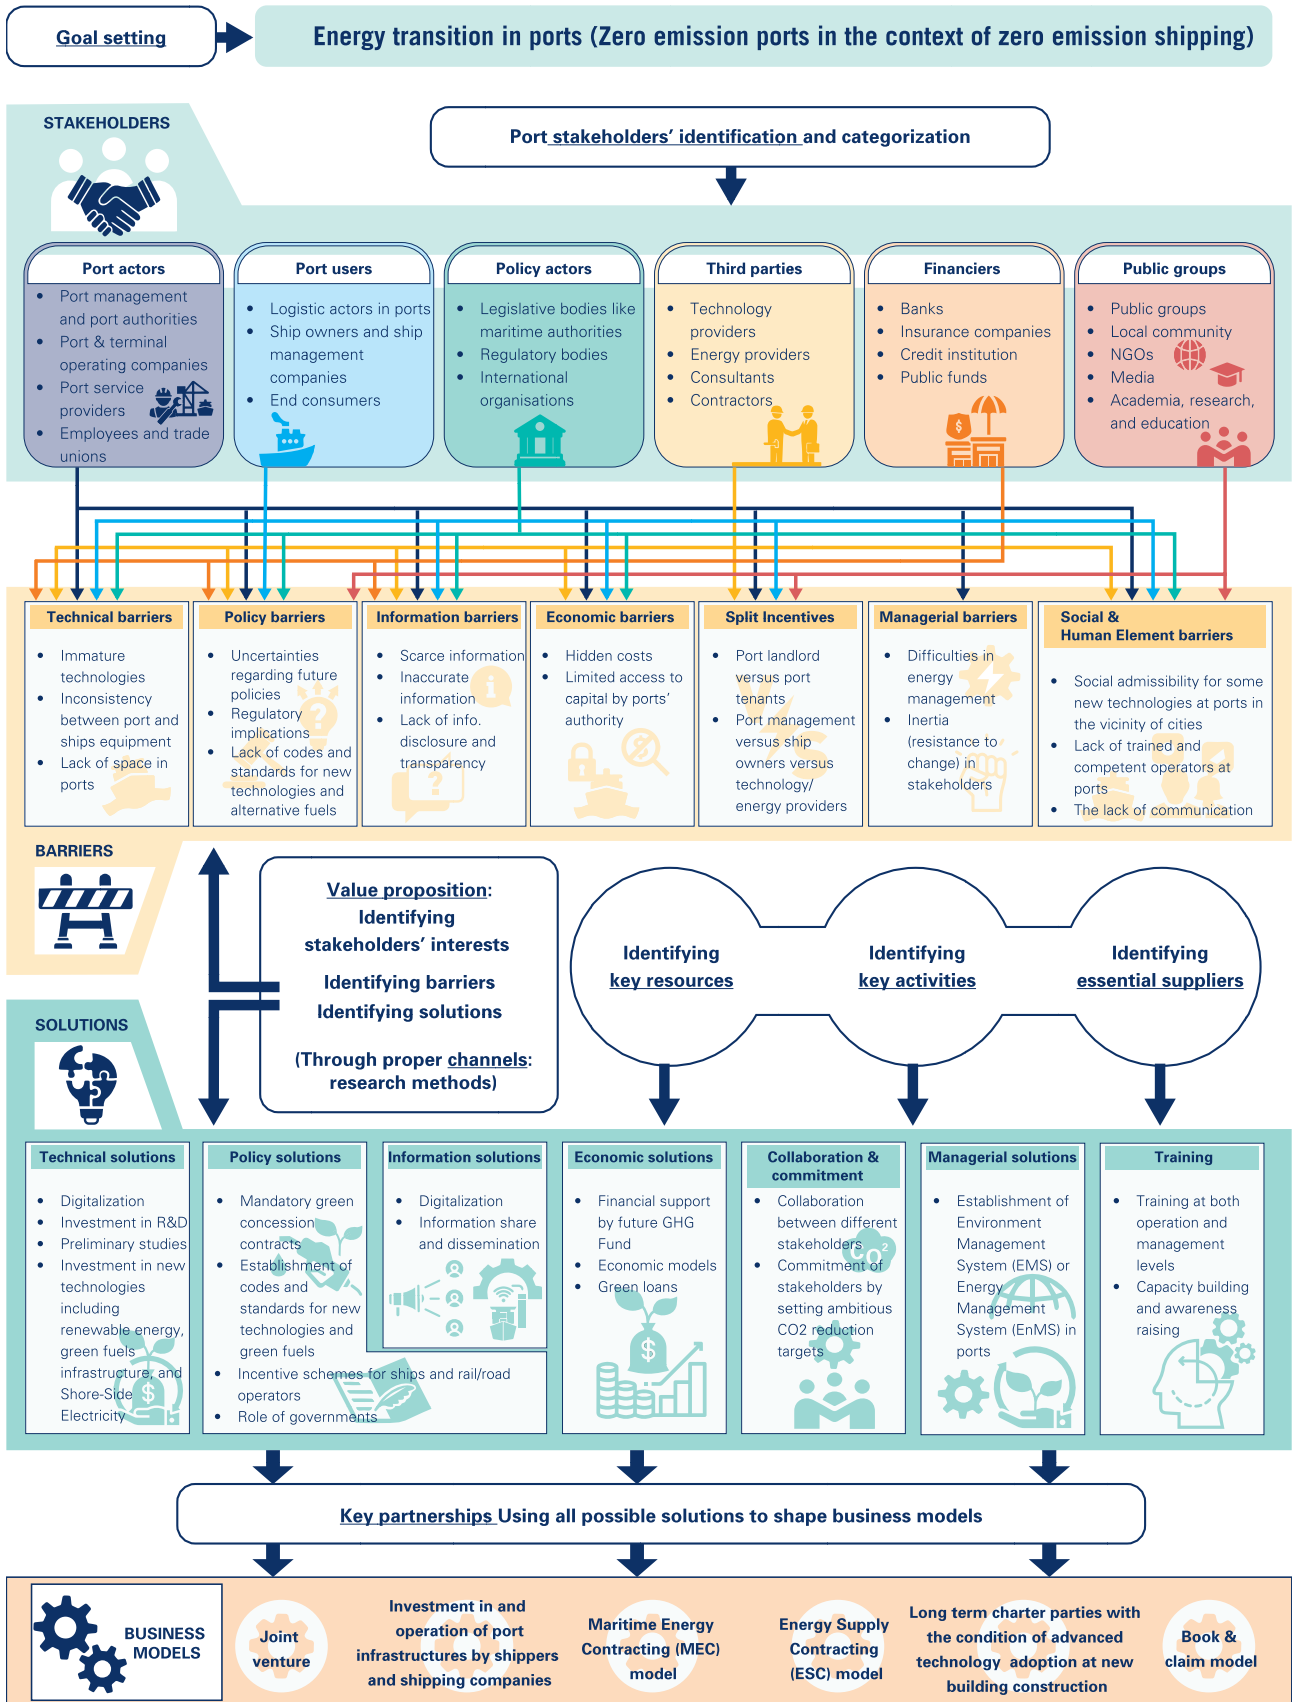 Goal setting
Energy transition in ports (Zero emission ports in the context of zero emission shipping)
STAKEHOLDERS
Port stakeholders' identification and categorization
Port actors
• Port management
and port authorities
• Port & terminal
operating companies
• Port service
providers
• Employees and trade
unions
Port users
• Logistic actors in ports
• Ship owners and ship
management
companies
• End consumers
Policy actors
• Legislative bodies like
maritime authorities
• Regulatory bodies
• International
organisations
Third parties
• Technology
providers
• Energy providers
• Consultants
• Contractors
Financiers
• Banks
• Insurance companies
• Credit institution
• Public funds
$
Public groups
• Public groups
• Local community
• NGOs
• Media
• Academia, research,
and education
Technical barriers
• Immature
technologies
• Inconsistency
between port and
ships equipment
• Lack of space in
ports
Policy barriers
• Uncertainties
regarding future
policies
• Regulatory
implications
• Lack of codes and
standards for new
technologies and
alternative fuels
?
Information barriers
• Scarce information
• Inaccurate
information
• Lack of info.
disclosure and
transparency
i
?
Economic barriers
• Hidden costs
• Limited access to
capital by ports'
authority
Split Incentives
• Port landlord
versus port
tenants
• Port management
versus ship
owners versus
technology/
energy providers
Managerial barriers
• Difficulties in
energy
management
• Inertia
(resistance to
change) in
stakeholders
Social &
Human Element barriers
• Social admissibility for some
new technologies at ports in
the vicinity of cities
• Lack of trained and
competent operators at
ports
• The lack of communication
BARRIERS
Value proposition:
Identifying
stakeholders' interests
Identifying barriers
Identifying solutions
(Through proper channels:
research methods)
Identifying
key resources
Identifying
key activities
Identifying
essential suppliers
SOLUTIONS
Technical solutions
• Digitalization
• Investment in R&D
• Preliminary studies
• Investment in new
technologies
including
renewable energy,
green fuels
infrastructure, and
Shore-Side
Electricity
$
Policy solutions
• Mandatory green
concession
contracts
• Establishment of
codes and
standards for new
technologies and
green fuels
• Incentive schemes for ships and rail/road
operators
• Role of governments
Information solutions
• Digitalization
• Information share
and dissemination
Economic solutions
• Financial support
by future GHG
Fund
• Economic models
• Green loans
$
Collaboration &
commitment
• Collaboration
between different
stakeholders
• Commitment of
stakeholders by
setting ambitious
CO2 reduction
targets
CO²
Managerial solutions
• Establishment of
Environment
Management
System (EMS) or
Energy
Management
System (EnMS) in
ports
Training
• Training at both
operation and
management
levels
• Capacity building
and awareness
raising
Key partnerships Using all possible solutions to shape business models
BUSINESS
MODELS
Joint
venture
Investment in and
operation of port
infrastructures by shippers
and shipping companies
Maritime Energy
Contracting (MEC)
model
Energy Supply
Contracting
(ESC) model
Long term charter parties with
the condition of advanced
technology adoption at new
building construction
Book &
claim model